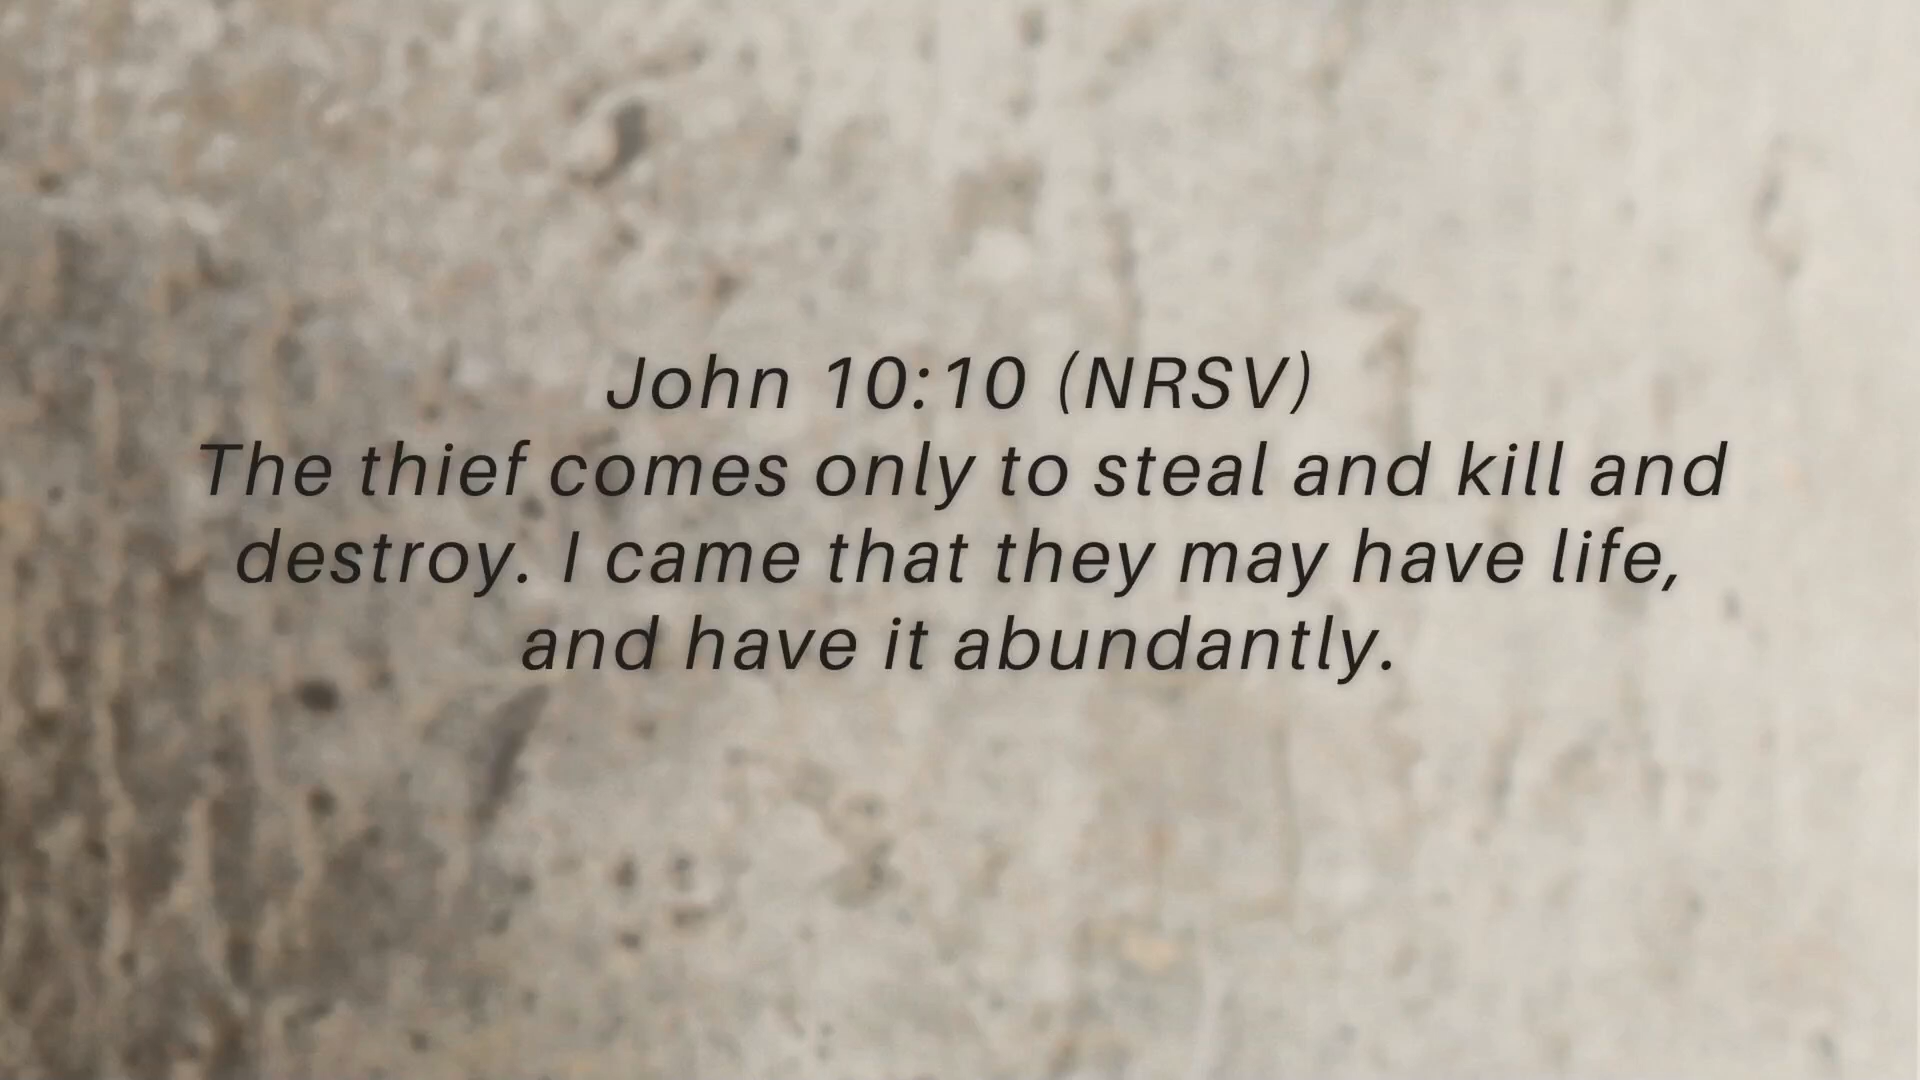 John 10:10 (NRSV)
The thief comes only to steal and kill and
destroy. I came that they may have life,
and have it abundantly.